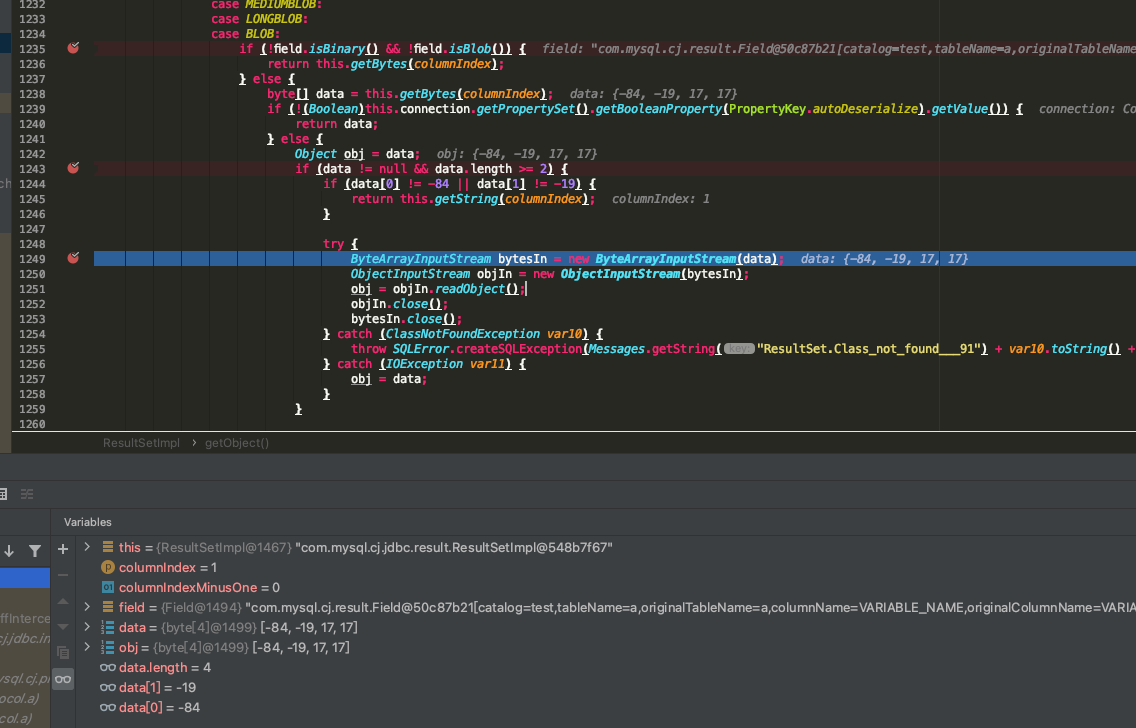 1232 case MEDIUMBLOB:
1233 case LONGBLOB:
1234 case BLOB:
1235 if (!field.isBinary() && !field.isBlob()) { field: "com.mysql.cj.result.Field@50c87b21[catalog=test,tableName=a,originalTableName
1236 return this.getBytes(columnIndex);
1237 } else {
1238 byte[] data = this.getBytes(columnIndex); data: {-84, -19, 17, 17}
1239 if (!(Boolean)this.connection.getPropertySet().getBooleanProperty(PropertyKey.autoDeserialize).getValue()) { connection: Co
1240 return data;
1241 } else {
1242 Object obj = data; obj: {-84, -19, 17, 17}
1243 if (data != null && data.length >= 2) {
1244 if (data[0] != -84 || data[1] != -19) {
1245 return this.getString(columnIndex); columnIndex: 1
1246 }
1247
1248 try {
1249 ByteArrayInputStream bytesIn = new ByteArrayInputStream(data); data: {-84, -19, 17, 17}
1250 ObjectInputStream objIn = new ObjectInputStream(bytesIn);
1251 obj = objIn.readObject();
1252 objIn.close();
1253 bytesIn.close();
1254 } catch (ClassNotFoundException var10) {
1255 throw SQLError.createSQLException(Messages.getString( key: "ResultSet.Class_not_found___91") + var10.toString() +
1256 } catch (IOException var11) {
1257 obj = data;
1258 }
1259 }
1260
ch
ResultSetImpl › getObject()
Variables
this = {ResultSetImpl@1467} "com.mysql.cj.jdbc.result.ResultSetImpl@548b7f67"
columnIndex = 1
columnIndexMinusOne = 0
field = {Field@1494} "com.mysql.cj.result.Field@50c87b21[catalog=test,tableName=a,originalTableName=a,columnName=VARIABLE_NAME,originalColumnName=VARIA
data = {byte[4]@1499} [-84, -19, 17, 17]
obj = {byte[4]@1499} [-84, -19, 17, 17]
data.length = 4
data[1] = -19
data[0] = -84
ffInterce
cj.jdbc.in
ysql.cj.pr
ocol.a)
col.a)